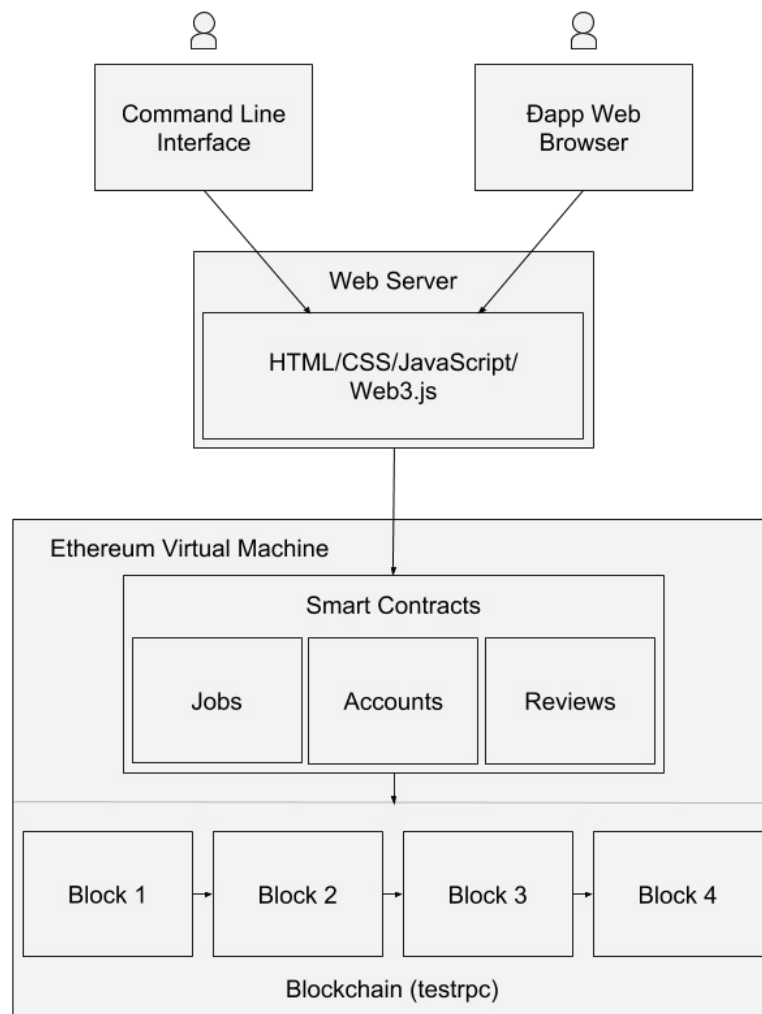 Command Line
Interface
Đapp Web
Browser
Web Server
HTML/CSS/JavaScript/
Web3.js
Ethereum Virtual Machine
Smart Contracts
Jobs
Accounts
Reviews
Block 1
Block 2
Block 3
Block 4
Blockchain (testrpc)